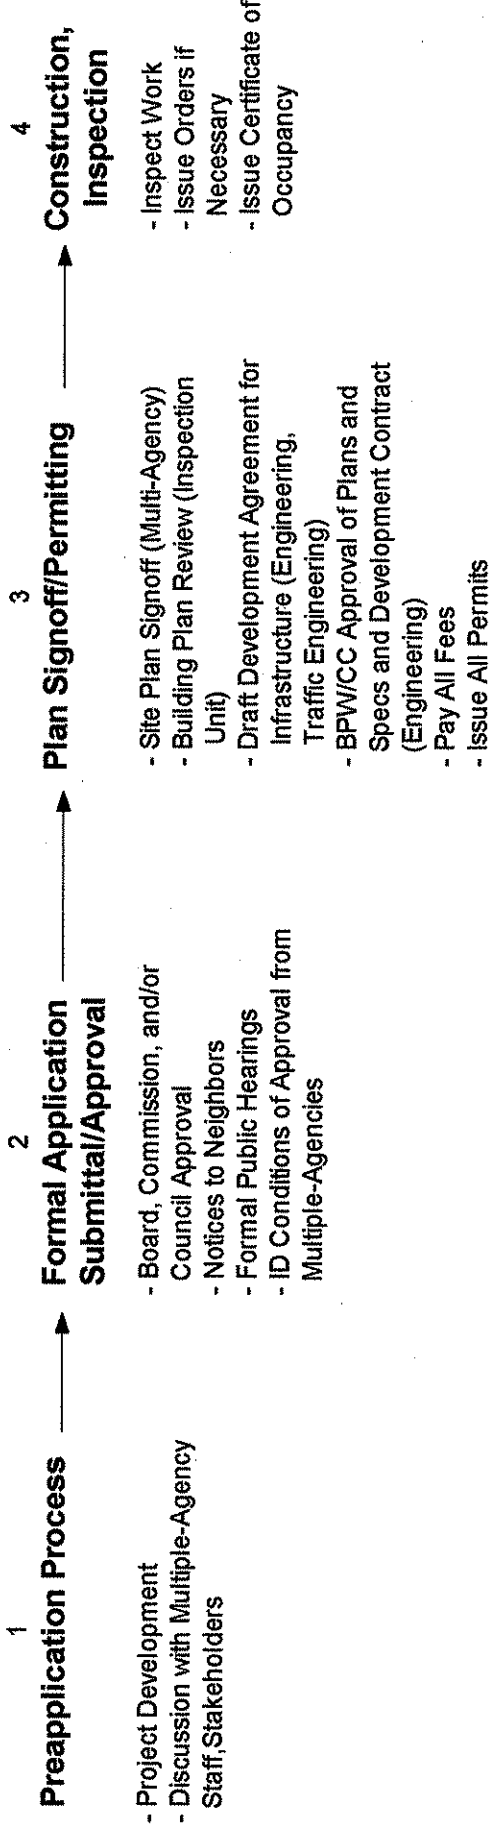 1
Preapplication Process
- Project Development
- Discussion with Multiple-Agency
Staff,Stakeholders
2
Formal Application
Submittal/Approval
- Board, Commission, and/or
Council Approval
- Notices to Neighbors
- Formal Public Hearings
- ID Conditions of Approval from
Multiple-Agencies
3
Plan Signoff/Permitting
- Site Plan Signoff (Multi-Agency)
- Building Plan Review (Inspection
Unit)
- Draft Development Agreement for
Infrastructure (Engineering,
Traffic Engineering)
- BPW/CC Approval of Plans and
Specs and Development Contract
(Engineering)
- Pay All Fees
- Issue All Permits
4
Construction,
Inspection
- Inspect Work
- Issue Orders if
Necessary
- Issue Certificate of
Occupancy